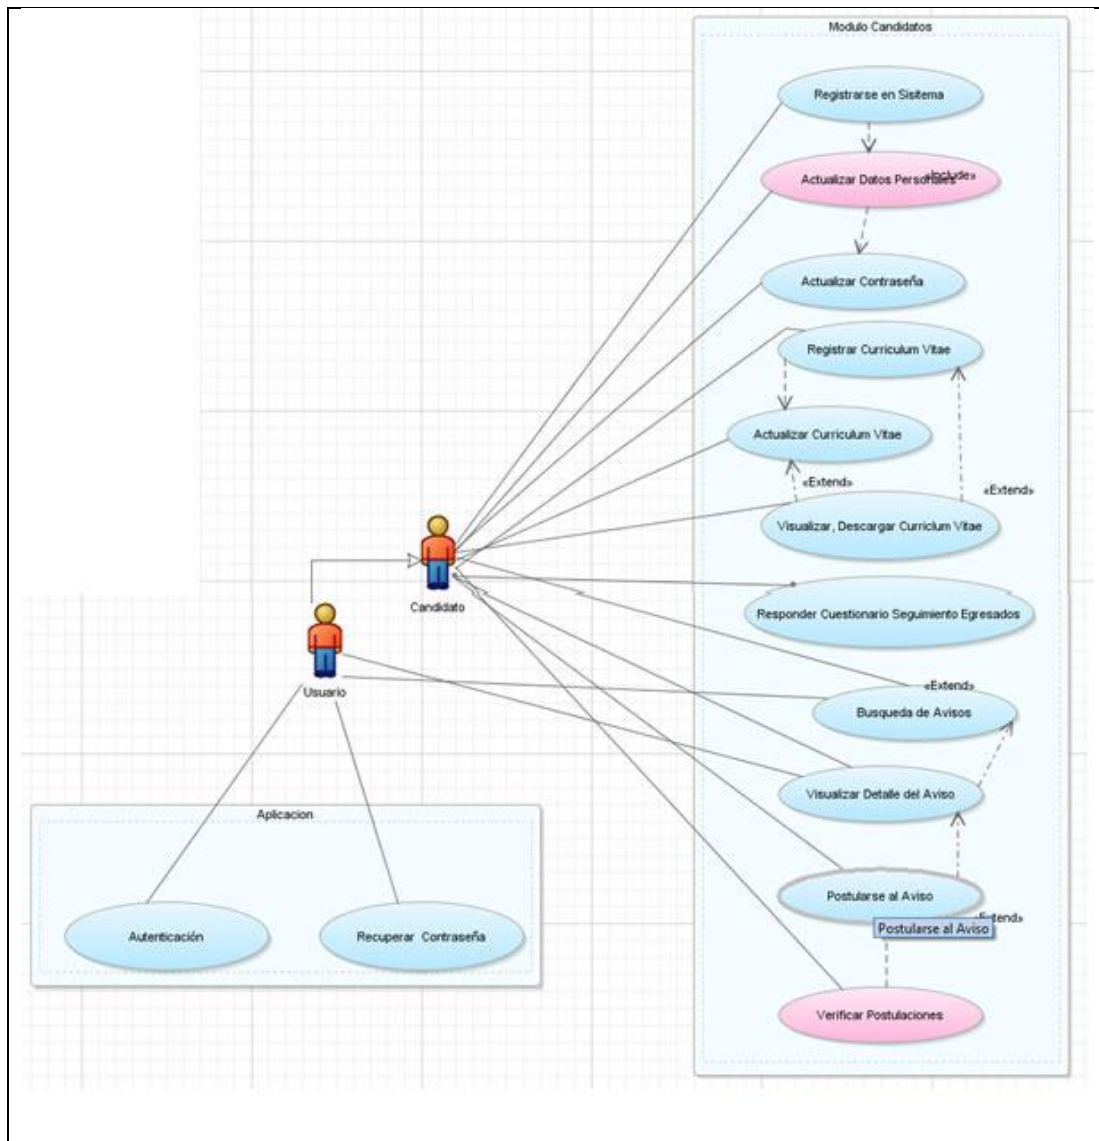 Modulo Candidatos
Registrarse en Sisitema
Actualizar Datos Personales
«Include»
Actualizar Contraseña
Registrar Curriculum Vitae
Actualizar Curriculum Vitae
«Extend»
«Extend»
Visualizar, Descargar Curriclum Vitae
Candidato
Responder Cuestionario Seguimiento Egresados
Usuario
«Extend»
Busqueda de Avisos
Visualizar Detalle del Aviso
Aplicacion
Postularse al Aviso
«Extend»
Postularse al Aviso
Autenticación
Recuperar Contraseña
Verificar Postulaciones